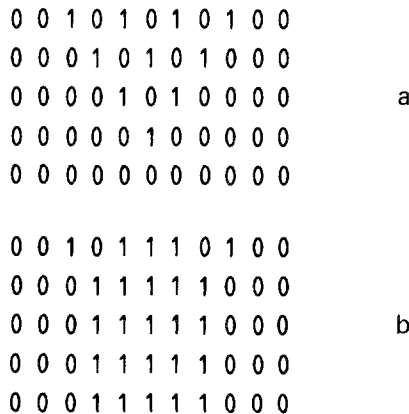 0 0 1 0 1 0 1 0 1 0 0
0 0 0 1 0 1 0 1 0 0 0
0 0 0 0 1 0 1 0 0 0 0 a
0 0 0 0 0 1 0 0 0 0 0
0 0 0 0 0 0 0 0 0 0 0
0 0 1 0 1 1 1 0 1 0 0
0 0 0 1 1 1 1 1 0 0 0
0 0 0 1 1 1 1 1 0 0 0 b
0 0 0 1 1 1 1 1 0 0 0
0 0 0 1 1 1 1 1 0 0 0